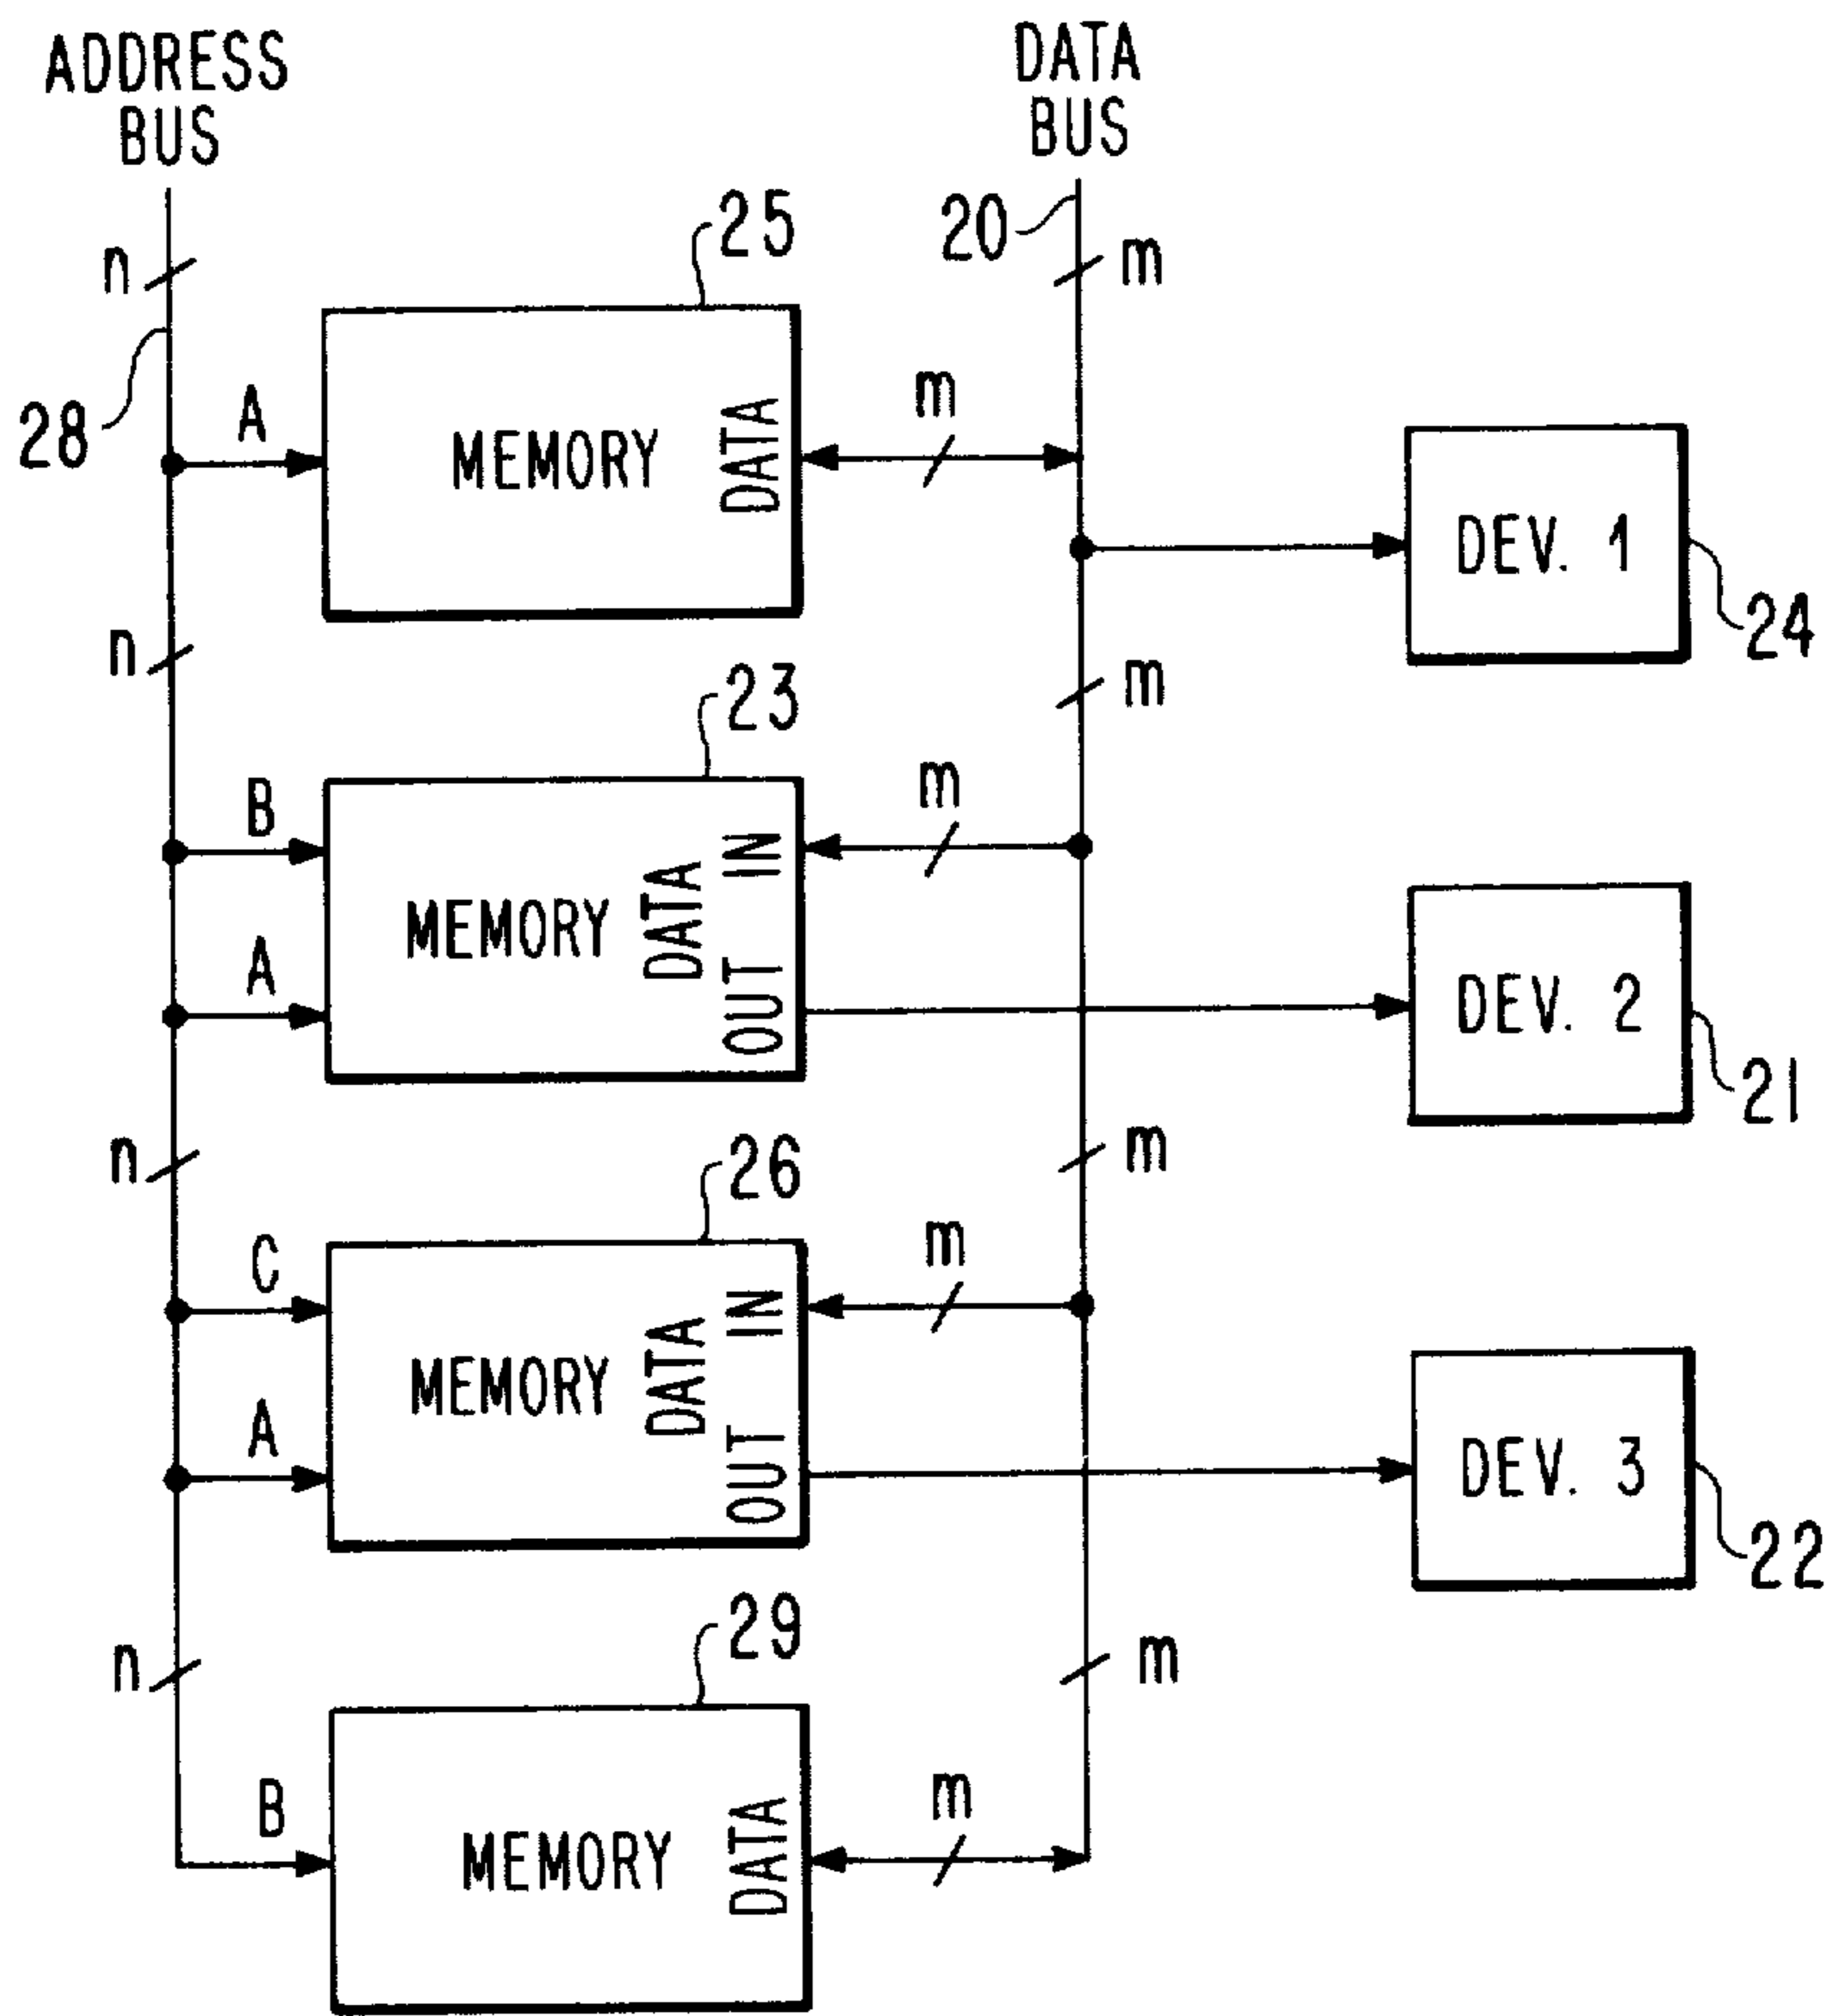 ADDRESS
BUS
DATA
BUS
25
20
n
m
28
A
m
MEMORY
DATA
DEV. 1
24
n
m
23
B
m
MEMORY
DATA
IN
OUT
A
DEV. 2
21
n
m
26
C
m
MEMORY
DATA
IN
OUT
A
DEV. 3
22
n
m
29
B
m
MEMORY
DATA